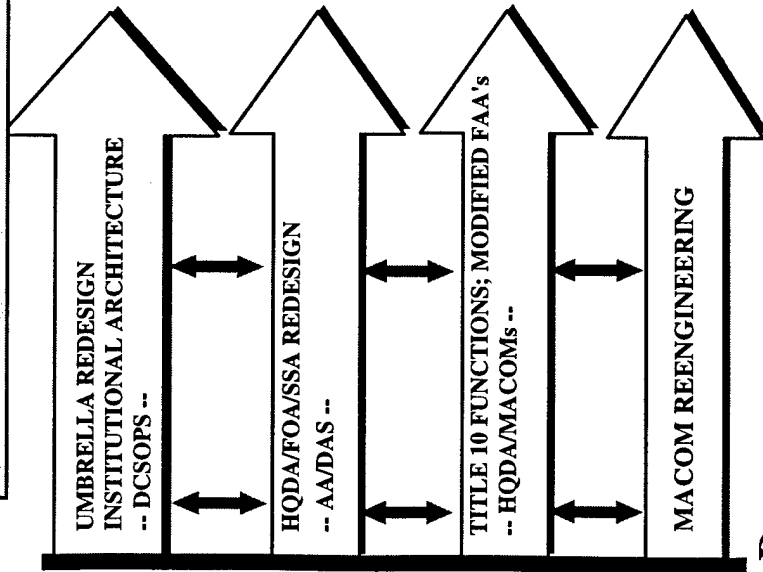 UMBRELLA REDESIGN
INSTITUTIONAL ARCHITECTURE
-- DCSOPS --
HQDA/FOA/SSA REDESIGN
-- AA/DAS --
TITLE 10 FUNCTIONS; MODIFIED FAA's
-- HQDA/MACOMs --
MACOM REENGINEERING